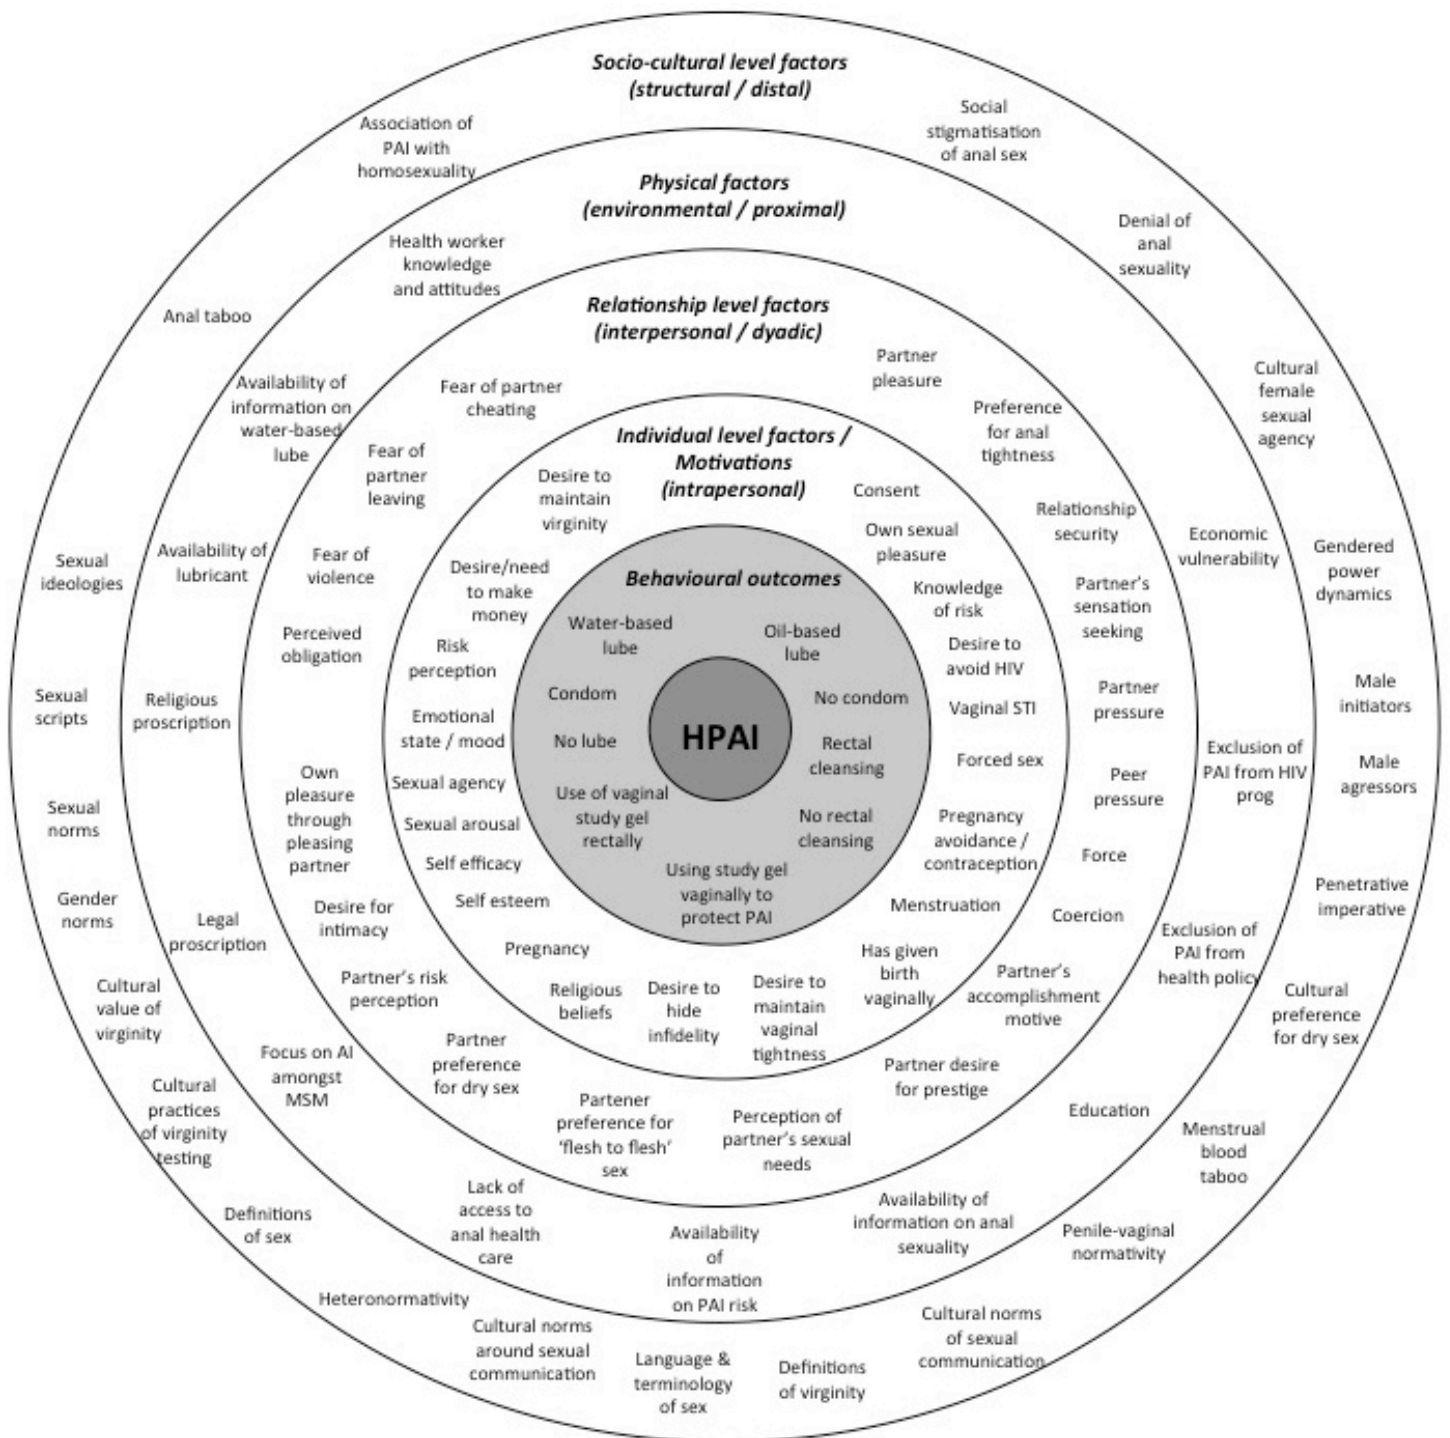 Socio-cultural level factors
(structural / distal)
Association of
PAI with
homosexuality
Social
stigmatisation
of anal sex
Denial of
anal
sexuality
Cultural
female
sexual
agency
Gendered
power
dynamics
Male
initiators
Male
agressors
Penetrative
imperative
Cultural
preference
for dry sex
Menstrual
blood
taboo
Penile-vaginal
normativity
Cultural norms
of sexual
communication
Definitions
of virginity
Language &
terminology
of sex
Cultural norms
around sexual
communication
Heteronormativity
Definitions
of sex
Cultural
practices
of virginity
testing
Cultural
value of
virginity
Gender
norms
Sexual
norms
Sexual
scripts
Sexual
ideologies
Anal taboo
Physical factors
(environmental / proximal)
Health worker
knowledge
and attitudes
Availability of
information on
water-based
lube
Availability of
lubricant
Religious
proscription
Legal
proscription
Focus on AI
amongst
MSM
Lack of
access to
anal health
care
Availability
of
information
on PAI risk
Availability of
information on anal
sexuality
Education
Exclusion of
PAI from
health policy
Exclusion of
PAI from HIV
prog
Economic
vulnerability
Relationship level factors
(interpersonal / dyadic)
Partner
pleasure
Preference
for anal
tightness
Relationship
security
Partner's
sensation
seeking
Partner
pressure
Peer
pressure
Force
Coercion
Partner's
accomplishment
motive
Partner desire
for prestige
Perception of
partner's sexual
needs
Partener
preference for
'flesh to flesh'
sex
Partner
preference
for dry sex
Partner's risk
perception
Desire for
intimacy
Own
pleasure
through
pleasing
partner
Perceived
obligation
Fear of
violence
Fear of
partner
leaving
Fear of partner
cheating
Individual level factors /
Motivations
(intrapersonal)
Consent
Own sexual
pleasure
Knowledge
of risk
Desire to
avoid HIV
Vaginal STI
Forced sex
Pregnancy
avoidance /
contraception
Menstruation
Has given
birth
vaginally
Desire to
maintain
vaginal
tightness
Desire to
hide
infidelity
Religious
beliefs
Pregnancy
Self esteem
Self efficacy
Sexual arousal
Sexual agency
Emotional
state / mood
Risk
perception
Desire/need
to make
money
Desire to
maintain
virginity
Behavioural outcomes
Water-based
lube
Oil-based
lube
Condom
No condom
No lube
Rectal
cleansing
Use of vaginal
study gel
rectally
No rectal
cleansing
Using study gel
vaginally to
protect PAI
HPAI